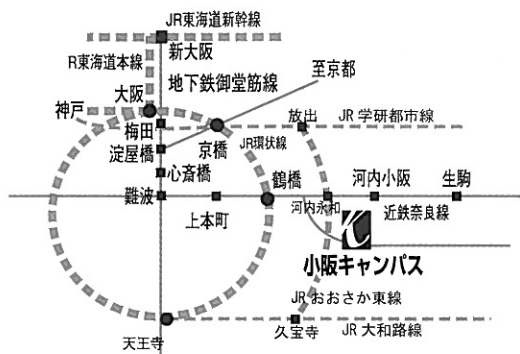 JR東海道新幹線
新大阪
R東海道本線
地下鉄御堂筋線
至京都
大阪
神戸
梅田
放出
JR 学研都市線
淀屋橋
京橋
JR環状線
心斎橋
鶴橋
河内小阪
生駒
難波
河内永和
上本町
近鉄奈良線
小阪キャンパス
JR おおさか東線
天王寺
久宝寺
JR 大和路線